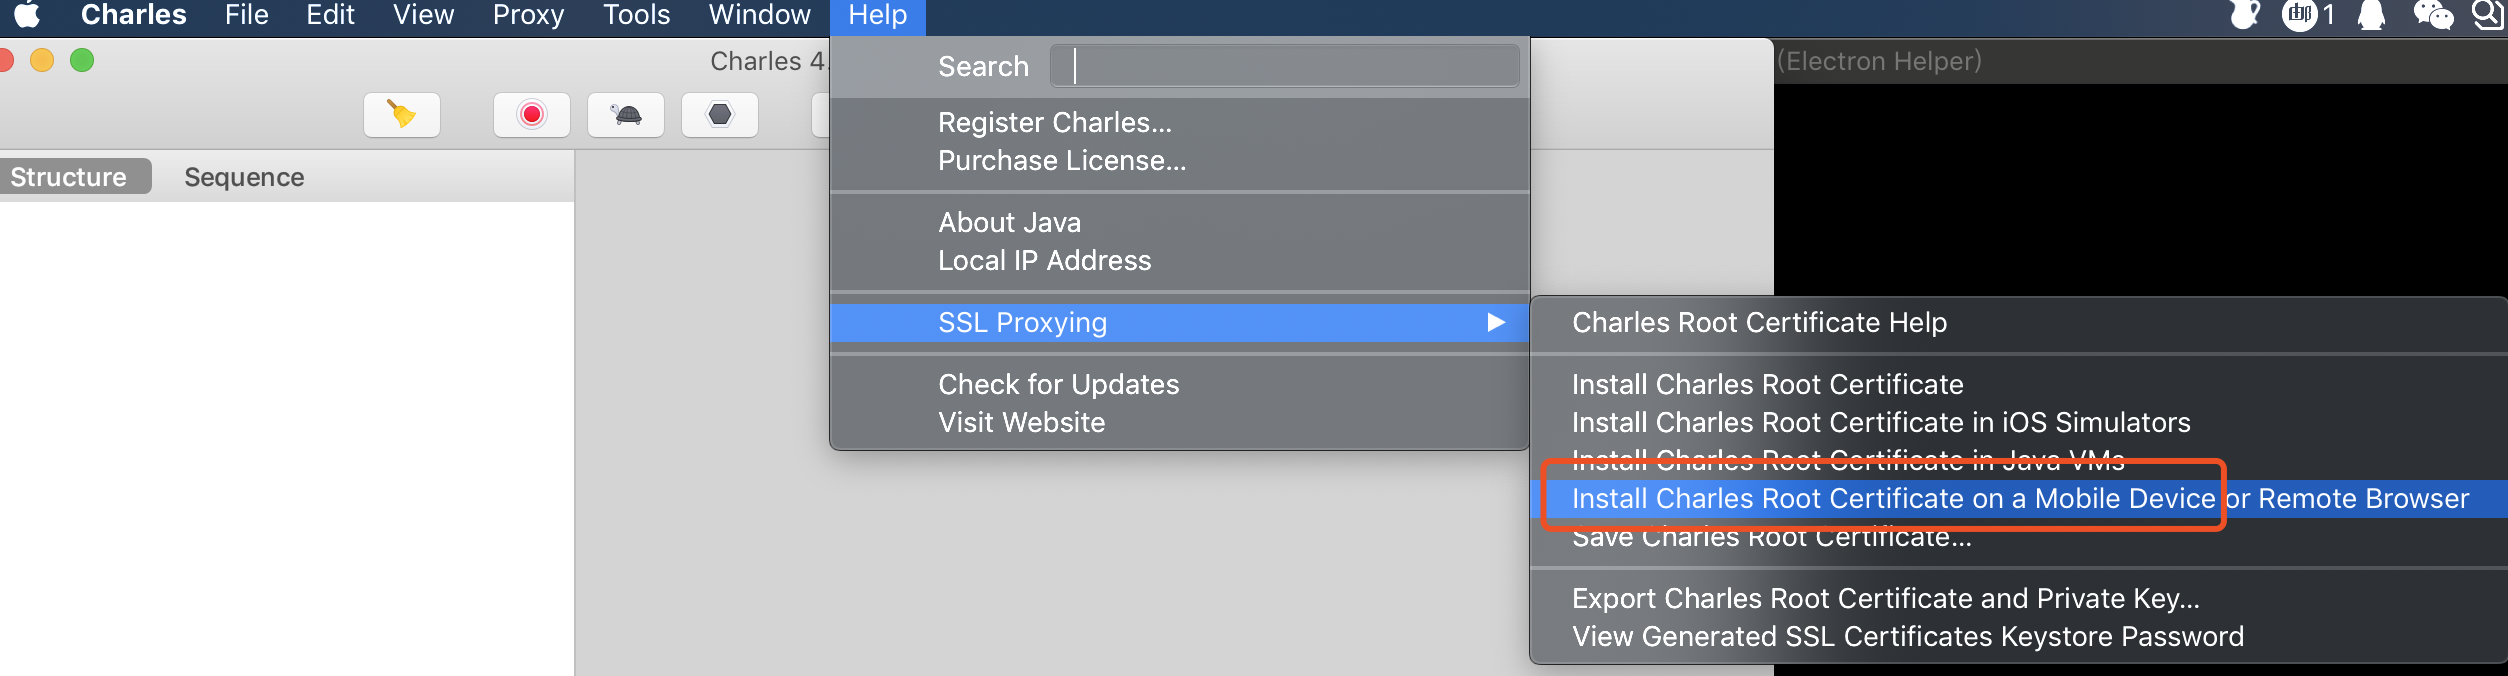 Charles File Edit View Proxy Tools Window Help 1
Charles 4.
(Electron Helper)
Search
Structure Sequence
Register Charles...
Purchase License...
About Java
Local IP Address
SSL Proxying
Check for Updates
Visit Website
Charles Root Certificate Help
Install Charles Root Certificate
Install Charles Root Certificate in iOS Simulators
Install Charles Root Certificate in Java VMs
Install Charles Root Certificate on a Mobile Device or Remote Browser
Save Charles Root Certificate...
Export Charles Root Certificate and Private Key...
View Generated SSL Certificates Keystore Password